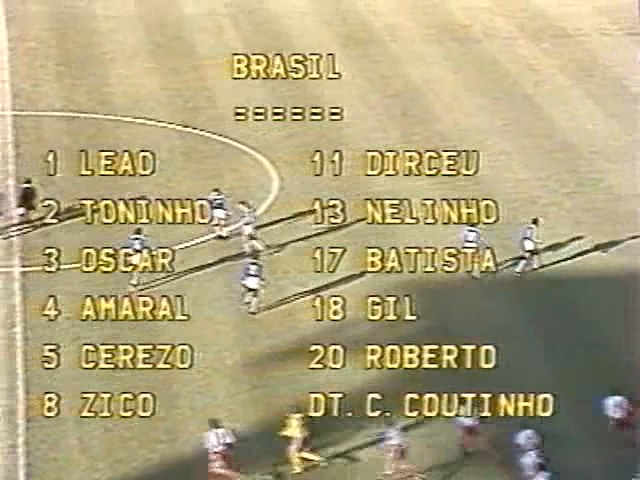 BRASIL
======
1 LEAO
2 TONINHO
3 OSCAR
4 AMARAL
5 CEREZO
8 ZICO
11 DIRCEU
13 NELINHO
17 BATISTA
18 GIL
20 ROBERTO
DT. C. COUTINHO